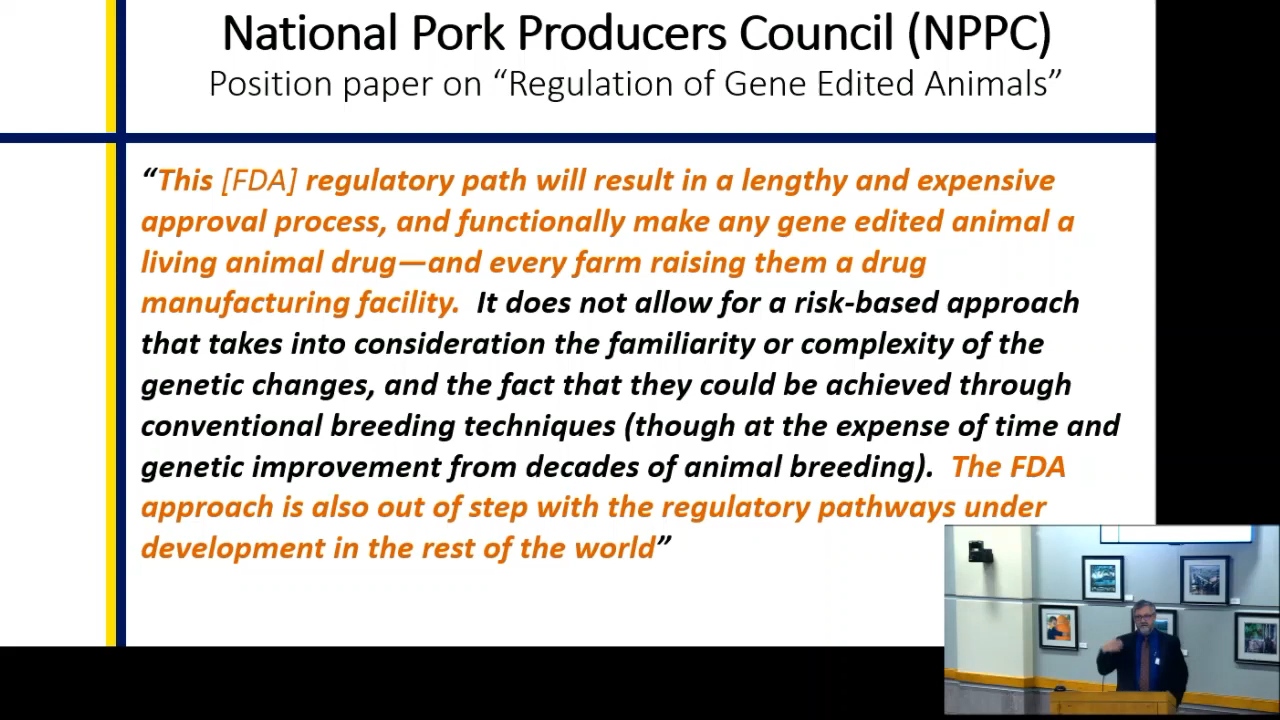 National Pork Producers Council (NPPC)
Position paper on “Regulation of Gene Edited Animals”
“This [FDA] regulatory path will result in a lengthy and expensive
approval process, and functionally make any gene edited animal a
living animal drug—and every farm raising them a drug
manufacturing facility.  It does not allow for a risk-based approach
that takes into consideration the familiarity or complexity of the
genetic changes, and the fact that they could be achieved through
conventional breeding techniques (though at the expense of time and
genetic improvement from decades of animal breeding).  The FDA
approach is also out of step with the regulatory pathways under
development in the rest of the world”